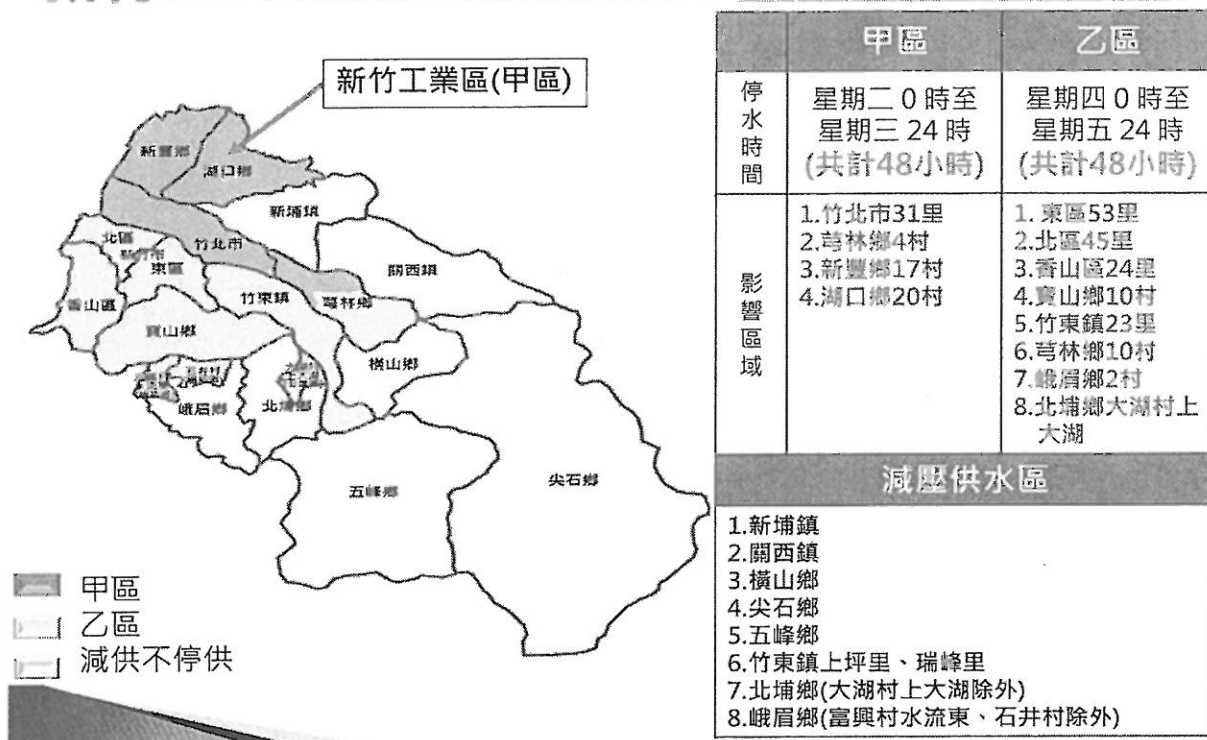 新竹工業區(甲區)
新豐鄉
湖口鄉
新埔鎮
北區
新竹市
東區
竹北市
關西鎮
香山區
竹東鎮
芎林鄉
寶山鄉
橫山鄉
峨眉鄉
北埔鄉
五峰鄉
尖石鄉
甲區
乙區
減供不停供
甲區
乙區
停水時間
星期二 0 時至
星期三 24 時
(共計48小時)
星期四 0 時至
星期五 24 時
(共計48小時)
影響區域
1.竹北市31里
2.芎林鄉4村
3.新豐鄉17村
4.湖口鄉20村
1. 東區53里
2.北區45里
3.香山區24里
4.寶山鄉10村
5.竹東鎮23里
6.芎林鄉10村
7.峨眉鄉2村
8.北埔鄉大湖村上
大湖
減壓供水區
1.新埔鎮
2.關西鎮
3.橫山鄉
4.尖石鄉
5.五峰鄉
6.竹東鎮上坪里、瑞峰里
7.北埔鄉(大湖村上大湖除外)
8.峨眉鄉(富興村水流東、石井村除外)